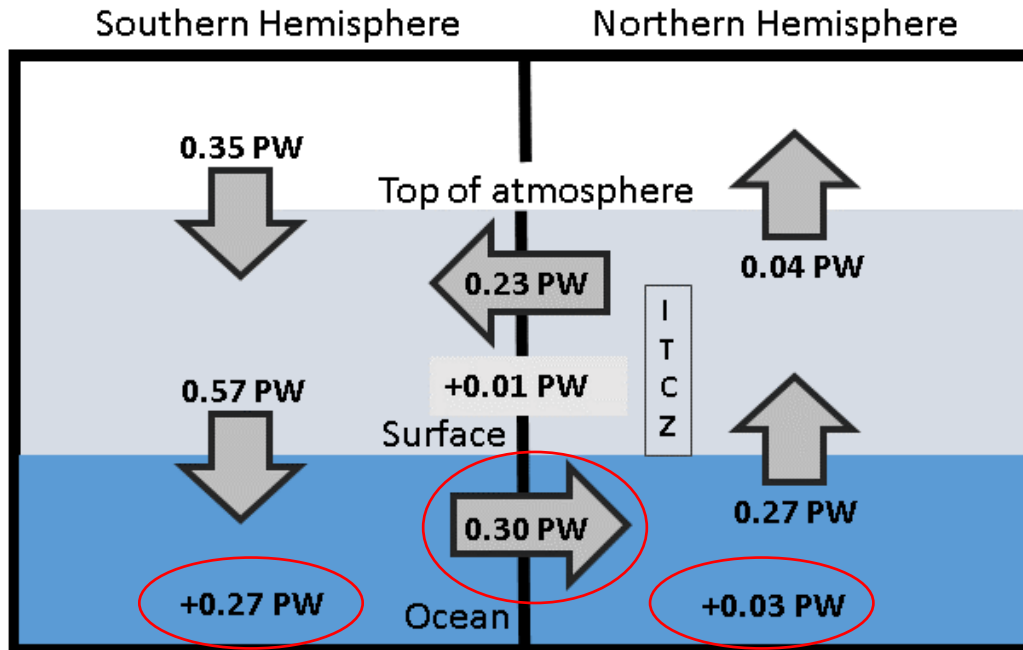 Southern Hemisphere
Northern Hemisphere
0.35 PW
Top of atmosphere
0.04 PW
0.23 PW
I
T
C
Z
+0.01 PW
0.57 PW
Surface
0.30 PW
0.27 PW
+0.27 PW
Ocean
+0.03 PW